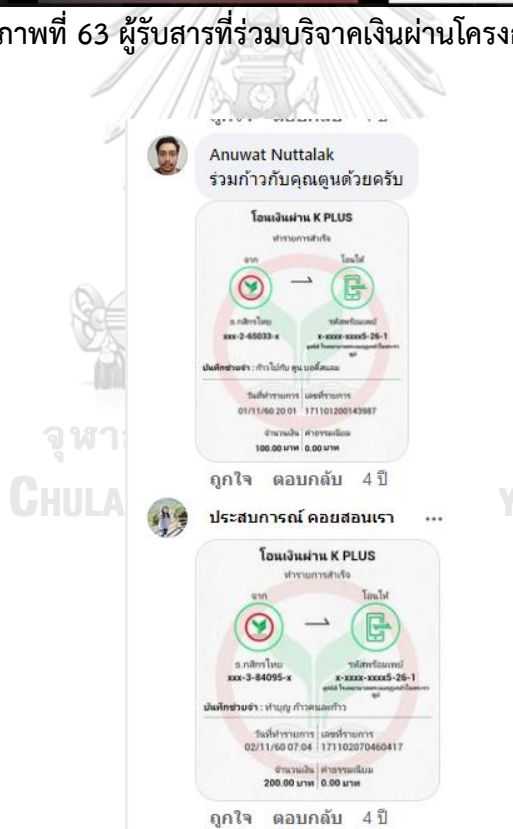 ภาพที่ 63 ผู้รับสารที่ร่วมบริจาคเงินผ่านโครงก
Anuwat Nuttalak
ร่วมก้าวกับคุณตูนด้วยครับ
โอนเงินผ่าน K PLUS
ทำรายการสำเร็จ
จาก
โอนให้
ธ.กสิกรไทย
รหัสพร้อมเพย์
xxx-2-65033-x
x-xxxx-xxxx5-26-1
บันทึกช่วยจำ : ก้าวไปกับ ตูน บอดี้สแลม
วันที่ทำรายการ เลขที่รายการ
01/11/60 20:01 171101200143987
จำนวนเงิน ค่าธรรมเนียม
100.00 บาท 0.00 บาท
ถูกใจ ตอบกลับ 4 ปี
ประสบการณ์ คอยสอนเรา ...
โอนเงินผ่าน K PLUS
ทำรายการสำเร็จ
จาก
โอนให้
ธ.กสิกรไทย
รหัสพร้อมเพย์
xxx-3-84095-x
x-xxxx-xxxx5-26-1
บันทึกช่วยจำ : ทำบุญ ก้าวคนละก้าว
วันที่ทำรายการ เลขที่รายการ
02/11/60 07:04 171102070460417
จำนวนเงิน ค่าธรรมเนียม
200.00 บาท 0.00 บาท
ถูกใจ ตอบกลับ 4 ปี
จุฬา
CHULA